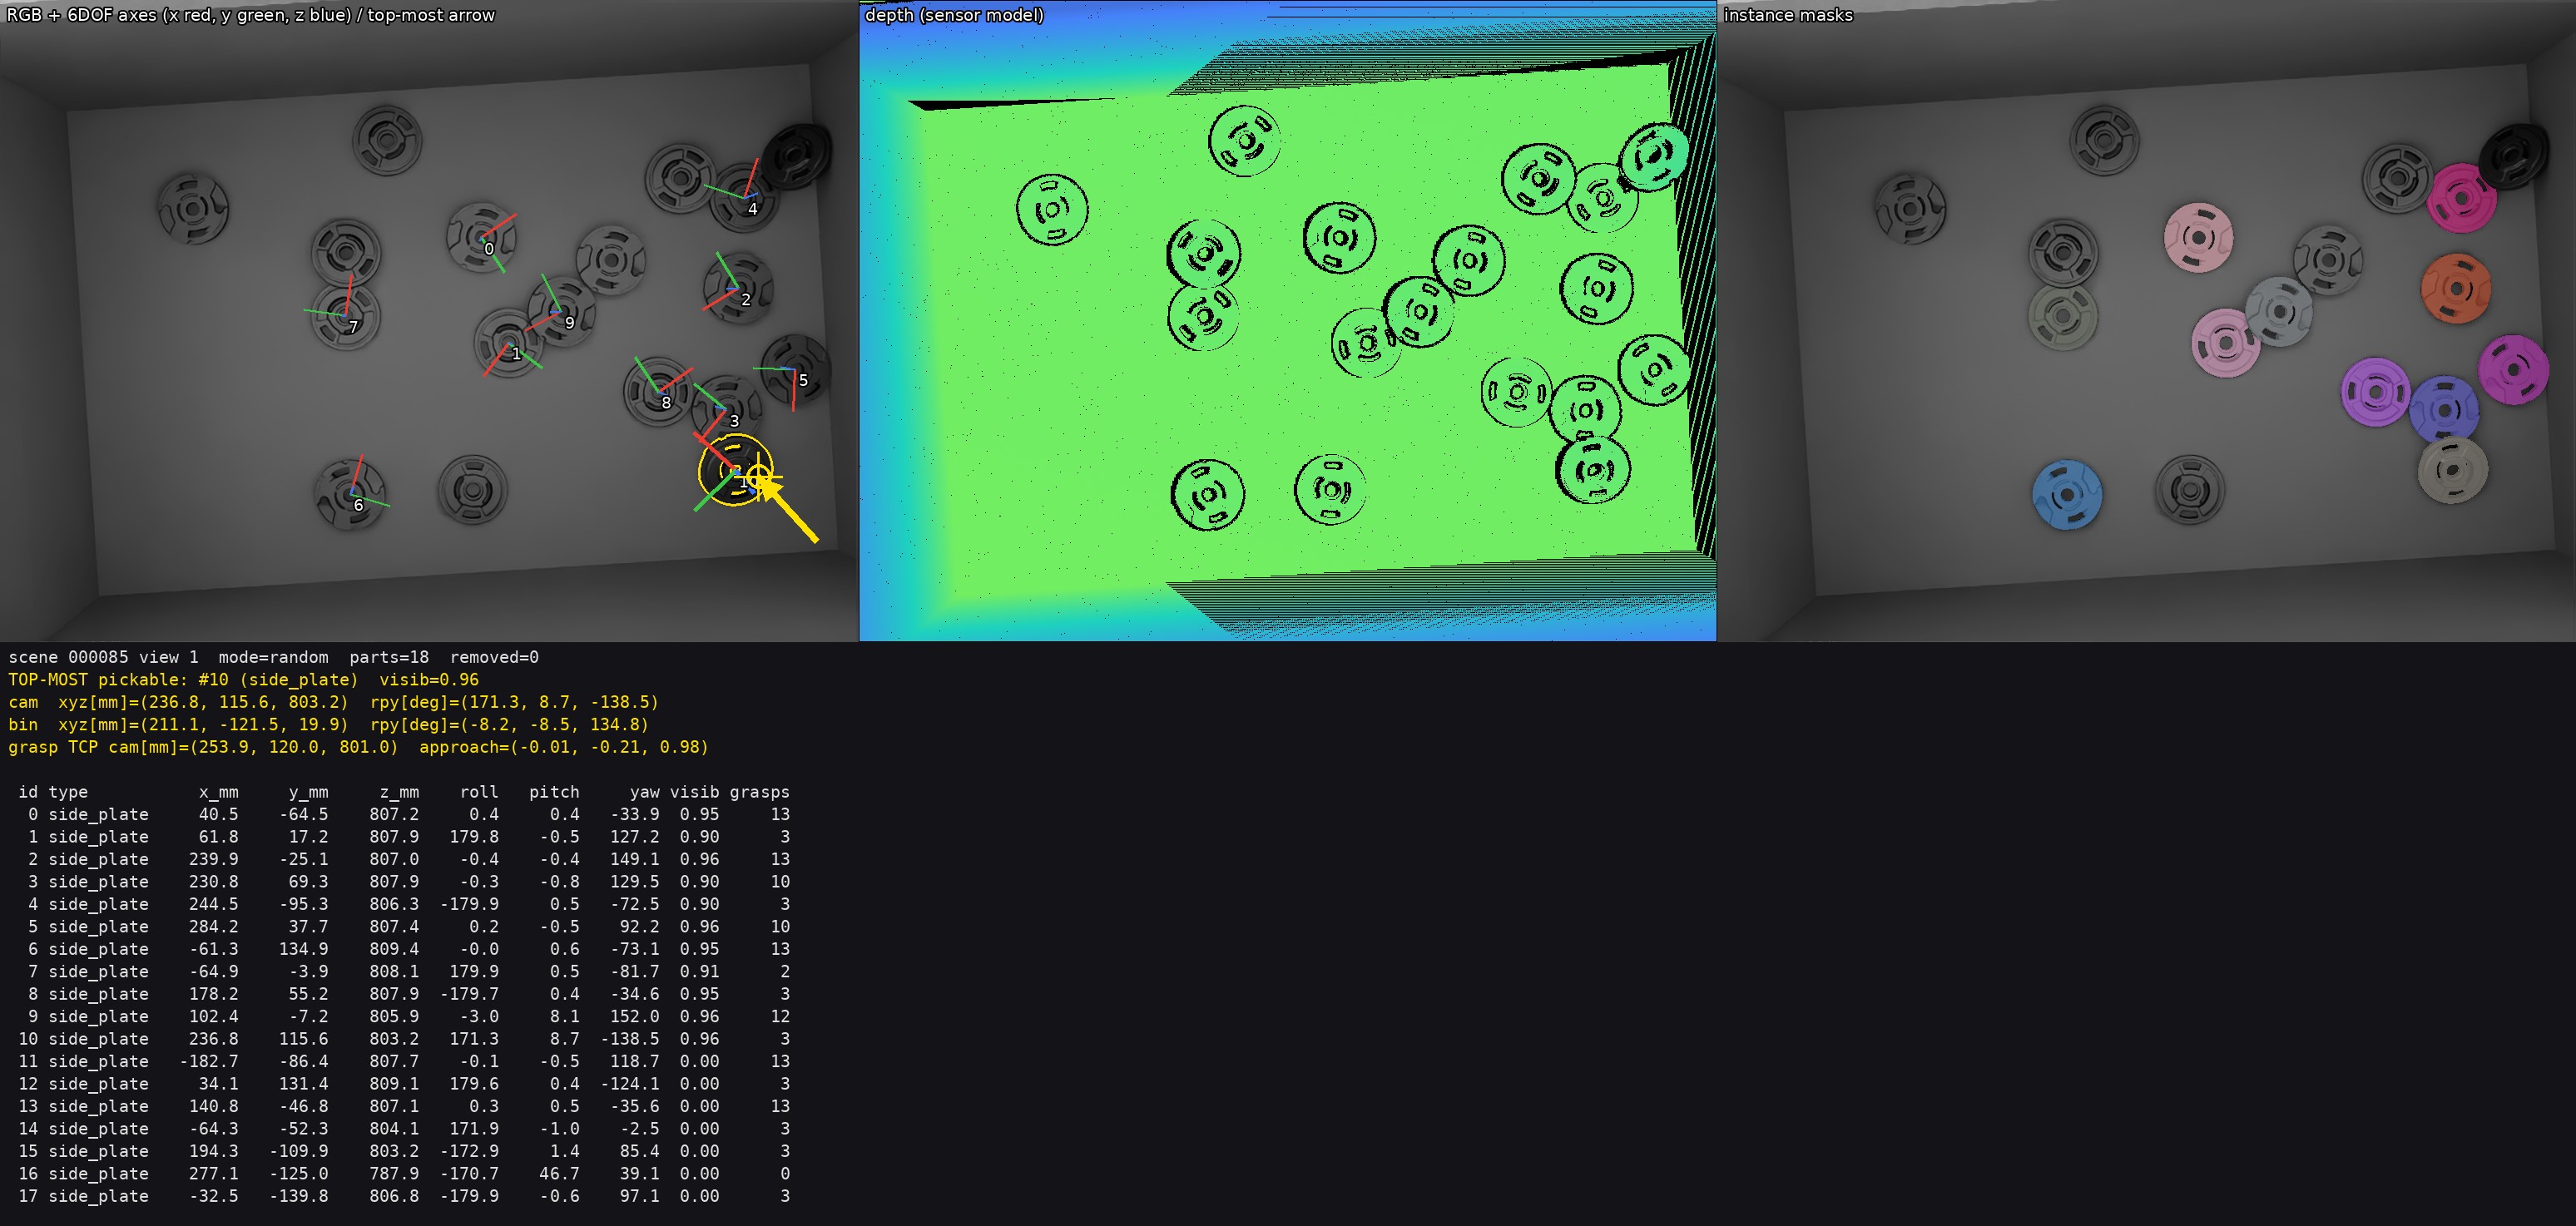 RGB + 6DOF axes (x red, y green, z blue) / top-most arrow
depth (sensor model)
instance masks
4
0
2
7
9
1
5
8
3
6
scene 000085 view 1  mode=random  parts=18  removed=0
TOP-MOST pickable: #10 (side_plate)  visib=0.96
cam  xyz[mm]=(236.8, 115.6, 803.2)  rpy[deg]=(171.3, 8.7, -138.5)
bin  xyz[mm]=(211.1, -121.5, 19.9)  rpy[deg]=(-8.2, -8.5, 134.8)
grasp TCP cam[mm]=(253.9, 120.0, 801.0)  approach=(-0.01, -0.21, 0.98)
id type x_mm y_mm z_mm roll pitch yaw visib grasps
0 side_plate 40.5 -64.5 807.2 0.4 0.4 -33.9 0.95 13
1 side_plate 61.8 17.2 807.9 179.8 -0.5 127.2 0.90 3
2 side_plate 239.9 -25.1 807.0 -0.4 -0.4 149.1 0.96 13
3 side_plate 230.8 69.3 807.9 -0.3 -0.8 129.5 0.90 10
4 side_plate 244.5 -95.3 806.3 -179.9 0.5 -72.5 0.90 3
5 side_plate 284.2 37.7 807.4 0.2 -0.5 92.2 0.96 10
6 side_plate -61.3 134.9 809.4 -0.0 0.6 -73.1 0.95 13
7 side_plate -64.9 -3.9 808.1 179.9 0.5 -81.7 0.91 2
8 side_plate 178.2 55.2 807.9 -179.7 0.4 -34.6 0.95 3
9 side_plate 102.4 -7.2 805.9 -3.0 8.1 152.0 0.96 12
10 side_plate 236.8 115.6 803.2 171.3 8.7 -138.5 0.96 3
11 side_plate -182.7 -86.4 807.7 -0.1 -0.5 118.7 0.00 13
12 side_plate 34.1 131.4 809.1 179.6 0.4 -124.1 0.00 3
13 side_plate 140.8 -46.8 807.1 0.3 0.5 -35.6 0.00 13
14 side_plate -64.3 -52.3 804.1 171.9 -1.0 -2.5 0.00 3
15 side_plate 194.3 -109.9 803.2 -172.9 1.4 85.4 0.00 3
16 side_plate 277.1 -125.0 787.9 -170.7 46.7 39.1 0.00 0
17 side_plate -32.5 -139.8 806.8 -179.9 -0.6 97.1 0.00 3